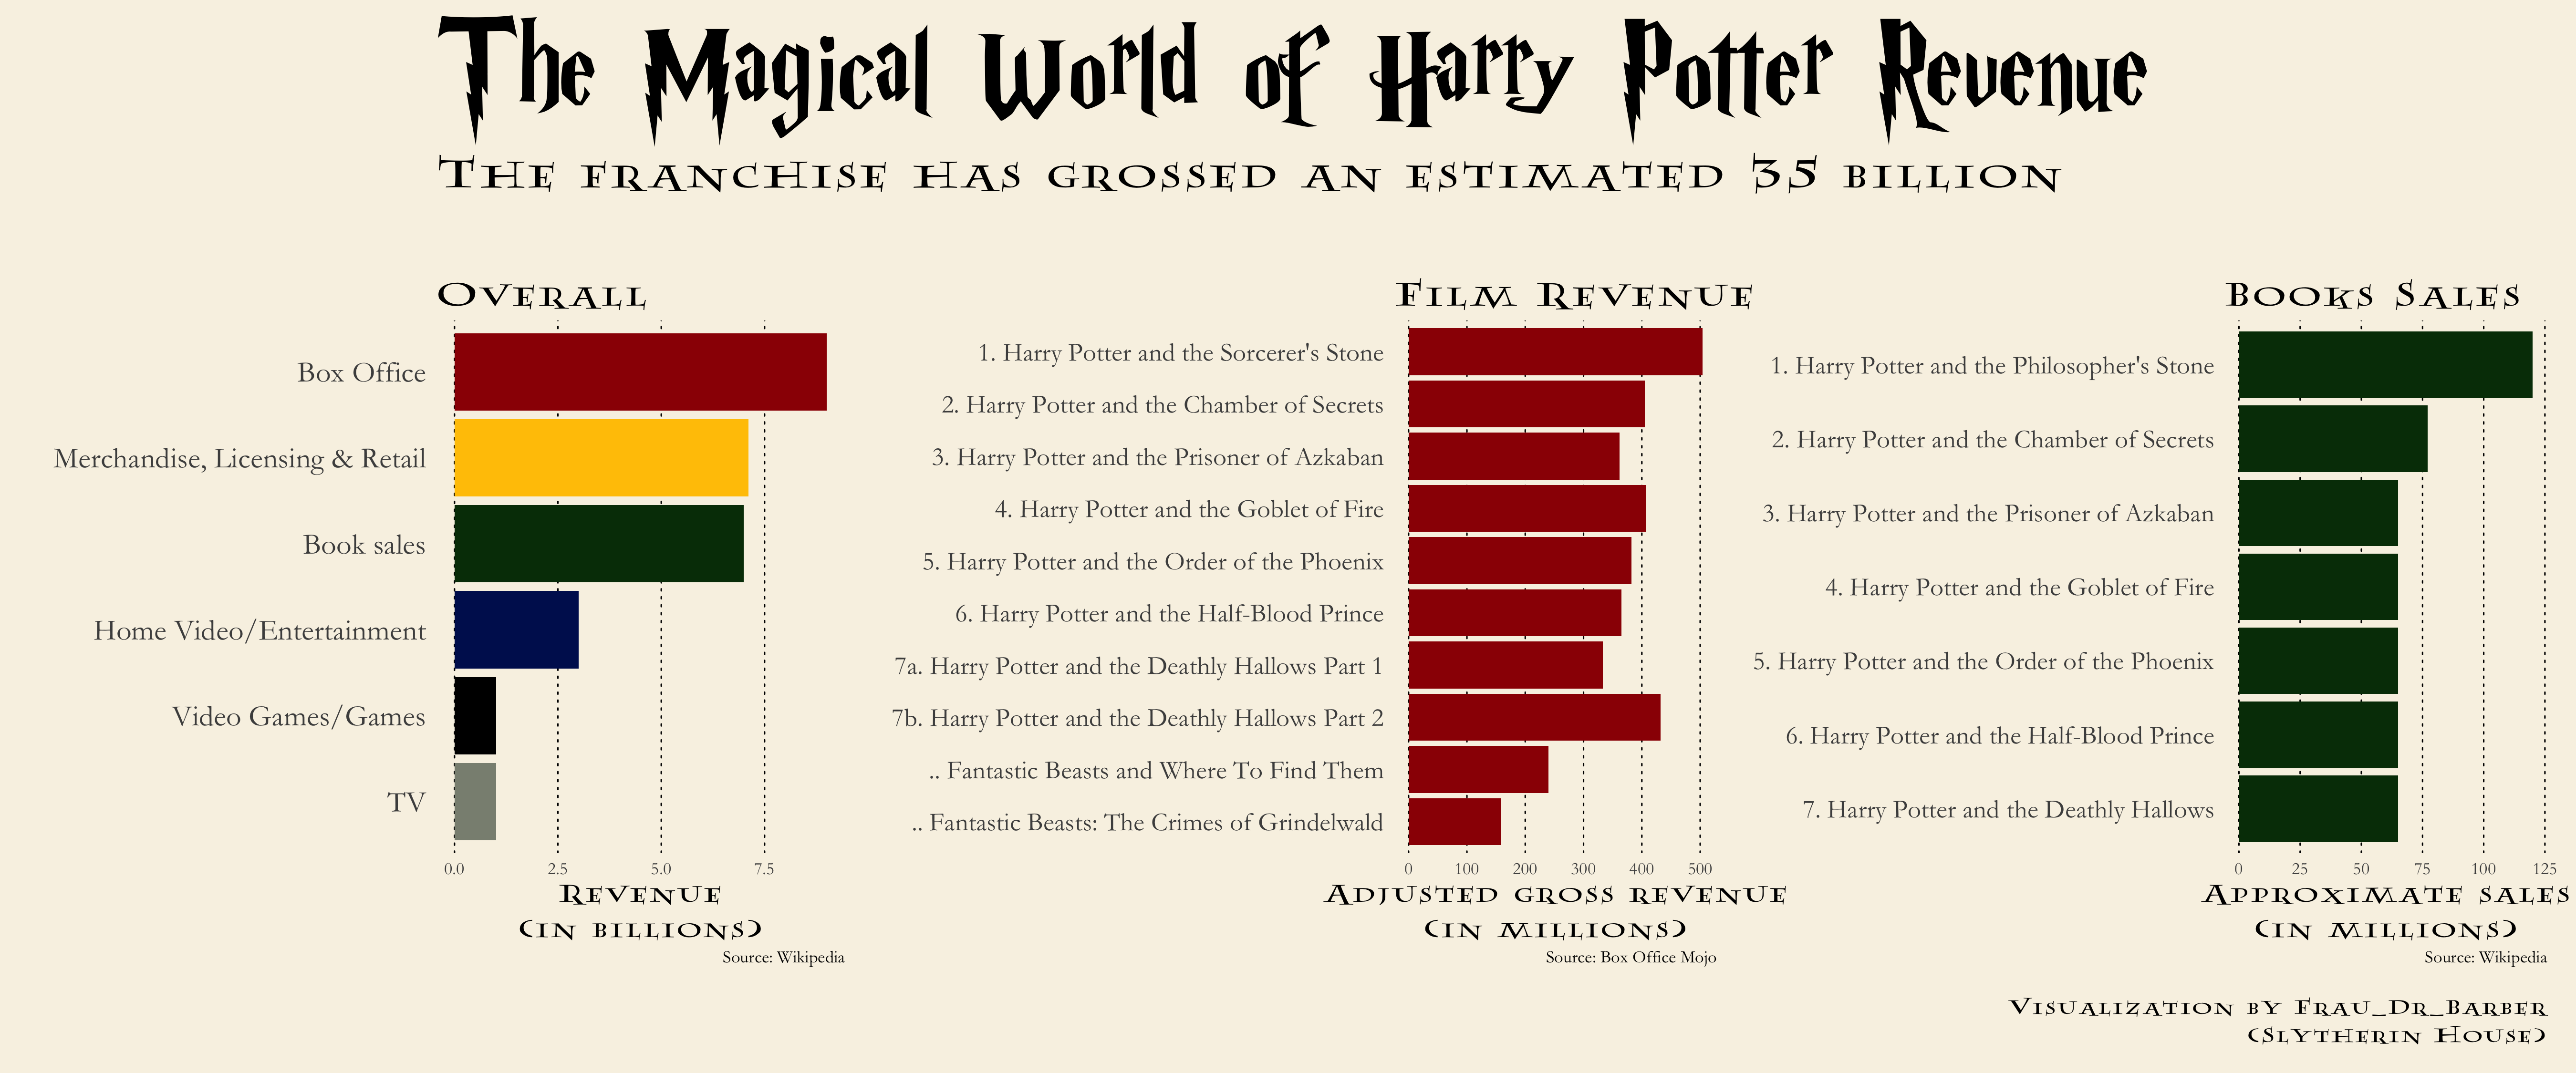 The Magical World of Harry Potter Revenue
The franchise has grossed an estimated 35 billion
Overall
Box Office
Merchandise, Licensing & Retail
Book sales
Home Video/Entertainment
Video Games/Games
TV
0.0 2.5 5.0 7.5
Revenue
(in billions)
Source: Wikipedia
Film Revenue
1. Harry Potter and the Sorcerer's Stone
2. Harry Potter and the Chamber of Secrets
3. Harry Potter and the Prisoner of Azkaban
4. Harry Potter and the Goblet of Fire
5. Harry Potter and the Order of the Phoenix
6. Harry Potter and the Half-Blood Prince
7a. Harry Potter and the Deathly Hallows Part 1
7b. Harry Potter and the Deathly Hallows Part 2
.. Fantastic Beasts and Where To Find Them
.. Fantastic Beasts: The Crimes of Grindelwald
0 100 200 300 400 500
Adjusted gross revenue
(in millions)
Source: Box Office Mojo
Books Sales
1. Harry Potter and the Philosopher's Stone
2. Harry Potter and the Chamber of Secrets
3. Harry Potter and the Prisoner of Azkaban
4. Harry Potter and the Goblet of Fire
5. Harry Potter and the Order of the Phoenix
6. Harry Potter and the Half-Blood Prince
7. Harry Potter and the Deathly Hallows
0 25 50 75 100 125
Approximate sales
(in millions)
Source: Wikipedia
Visualization by Frau_Dr_Barber
(Slytherin House)